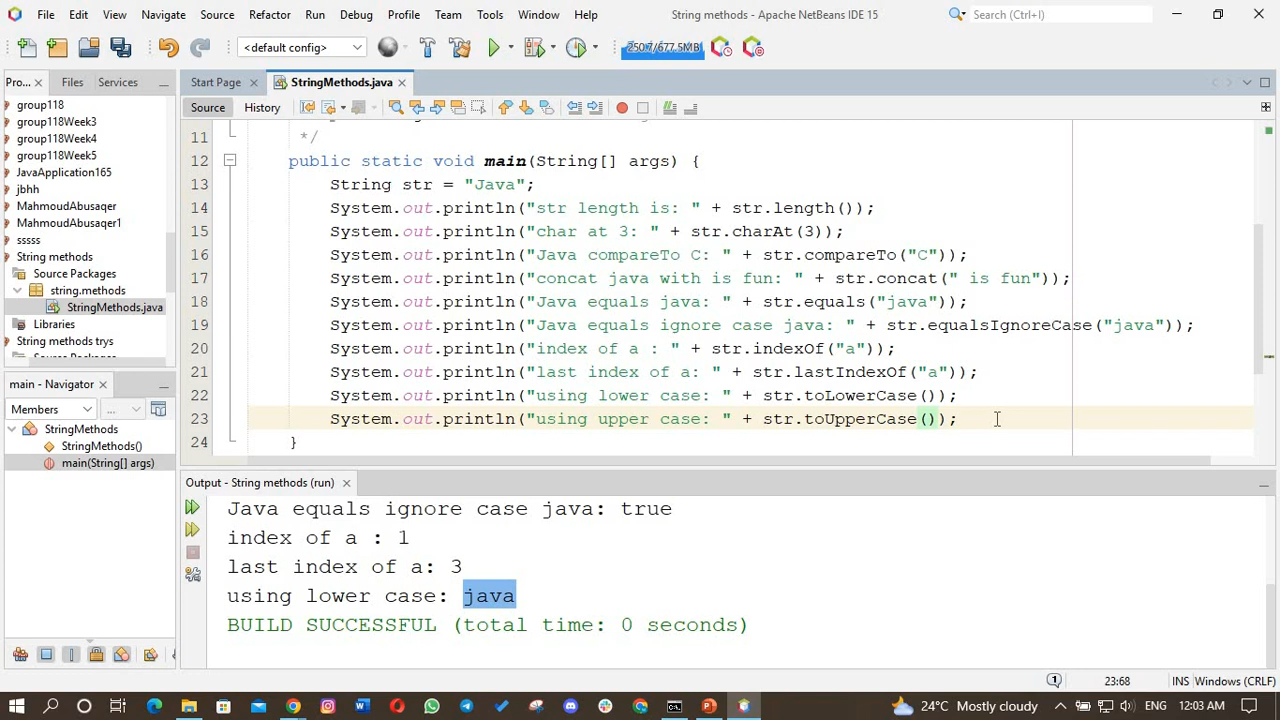 File Edit View Navigate Source Refactor Run Debug Profile Team Tools Window Help
String methods - Apache NetBeans IDE 15
Search (Ctrl+I)
<default config>
250.7/677.5MB
Pro... Files Services
Start Page StringMethods.java
Source History
group118
group118Week3
group118Week4
group118Week5
JavaApplication165
jbhh
MahmoudAbusaqer
MahmoudAbusaqer1
sssss
String methods
Source Packages
string.methods
StringMethods.java
Libraries
String methods trys
main - Navigator
Members ...
StringMethods
StringMethods()
main(String[] args)
11 */
12 public static void main(String[] args) {
13 String str = "Java";
14 System.out.println("str length is: " + str.length());
15 System.out.println("char at 3: " + str.charAt(3));
16 System.out.println("Java compareTo C: " + str.compareTo("C"));
17 System.out.println("concat java with is fun: " + str.concat(" is fun"));
18 System.out.println("Java equals java: " + str.equals("java"));
19 System.out.println("Java equals ignore case java: " + str.equalsIgnoreCase("java"));
20 System.out.println("index of a : " + str.indexOf("a"));
21 System.out.println("last index of a: " + str.lastIndexOf("a"));
22 System.out.println("using lower case: " + str.toLowerCase());
23 System.out.println("using upper case: " + str.toUpperCase());
24 }
Output - String methods (run)
Java equals ignore case java: true
index of a : 1
last index of a: 3
using lower case: java
BUILD SUCCESSFUL (total time: 0 seconds)
1 23:68 INS Windows (CRLF)
24°C Mostly cloudy ENG 12:03 AM